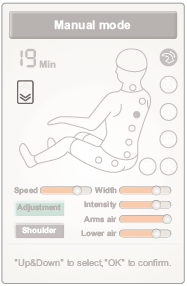 Manual mode
19 Min
Speed Width
Adjustment Intensity
Arms air
Shoulder Lower air
"Up&Down" to select,"OK" to confirm.